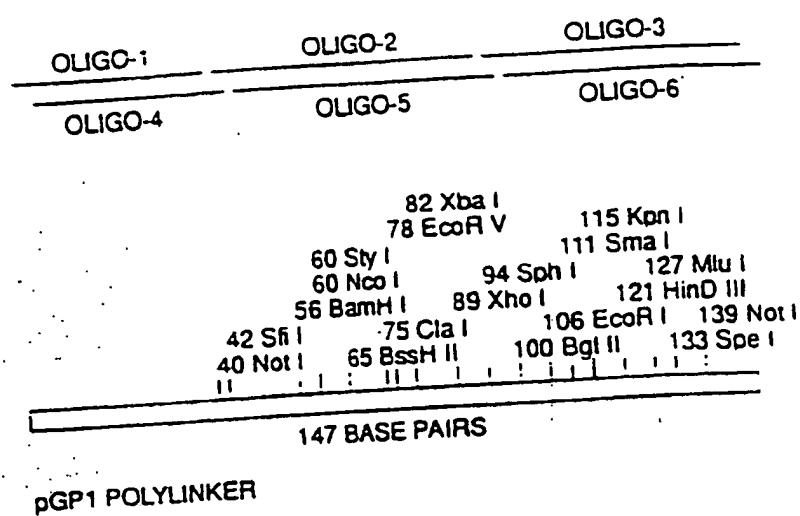 OLIGO-1 OLIGO-2 OLIGO-3
OLIGO-4 OLIGO-5 OLIGO-6
82 Xba I
78 EcoR V 115 Kpn I
60 Sty I 111 Sma I
60 Nco I 94 Sph I 127 Mlu I
56 BamH I 89 Xho I 121 HinD III
42 Sfi I 75 Cla I 106 EcoR I 139 Not I
40 Not I 65 BssH II 100 Bgl II 133 Spe I
147 BASE PAIRS
pGP1 POLYLINKER